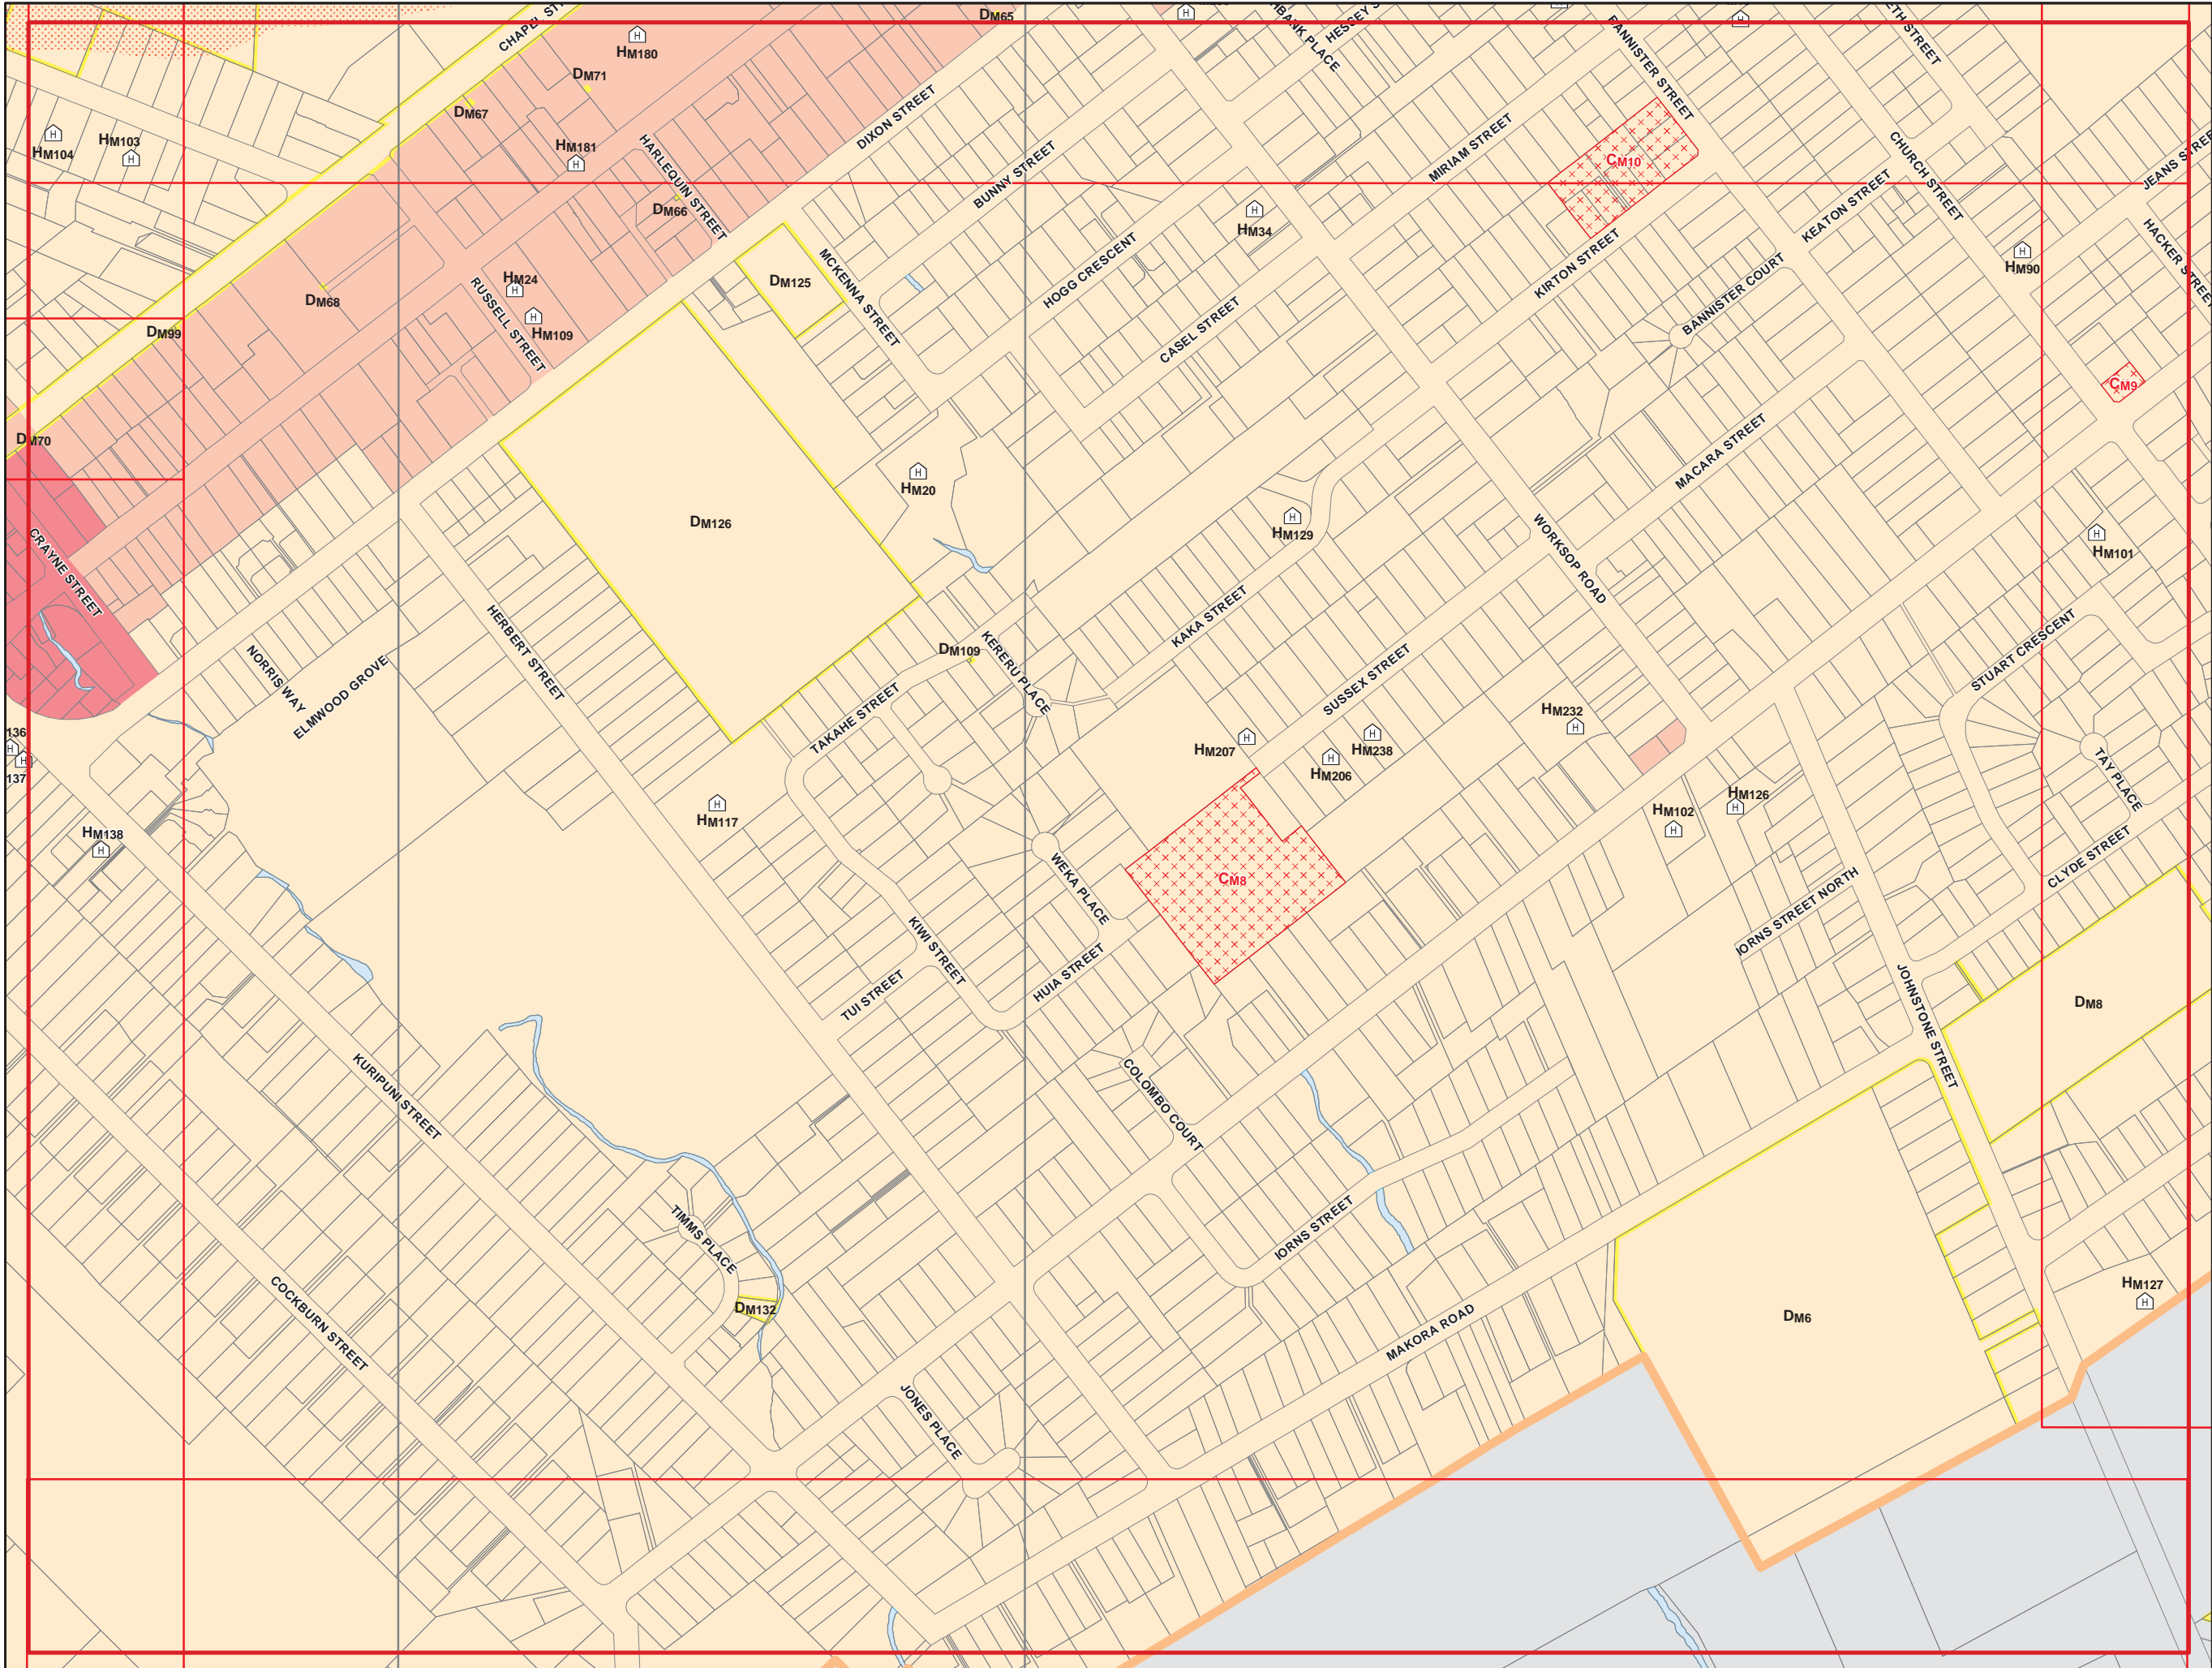 CHAPEL ST
DM65
HM180
HBANK PLACE
HESSEY S
BANNISTER STREET
ETH STREET
DM71
DM67
HM104
HM103
HM181
HARLEQUIN STREET
DIXON STREET
BUNNY STREET
MIRIAM STREET
CM10
CHURCH STREET
JEANS STREE
DM66
HM34
KEATON STREET
HACKER STREET
DM68
HM24
HM109
RUSSELL STREET
DM125
MCKENNA STREET
HOGG CRESCENT
CASEL STREET
KIRTON STREET
BANNISTER COURT
HM90
DM99
CM9
DM70
HM20
DM126
HM129
MACARA STREET
WORKSOP ROAD
HM101
CRAYNE STREET
NORRIS WAY
ELMWOOD GROVE
HERBERT STREET
DM109
KERERU PLACE
KAKA STREET
TAKAHE STREET
SUSSEX STREET
STUART CRESCENT
136
137
HM207
HM206
HM238
HM232
TAY PLACE
HM138
HM117
HM102
HM126
CM8
WEKA PLACE
CLYDE STREET
KIWI STREET
HUIA STREET
TUI STREET
IORNS STREET NORTH
JOHNSTONE STREET
DM8
KURIPUNI STREET
COLOMBO COURT
TIMMS PLACE
IORNS STREET
DM132
MAKORA ROAD
DM6
HM127
COCKBURN STREET
JONES PLACE